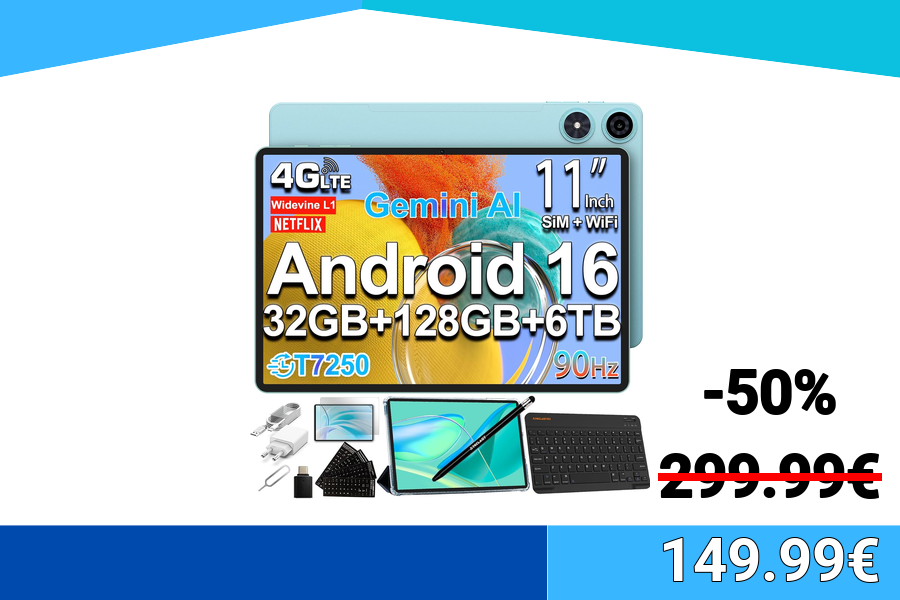 4G LTE
Widevine L1
NETFLIX
Gemini AI
11” Inch
SiM + WiFi
Android 16
32GB+128GB+6TB
T7250
90Hz
-50%
299.99€
149.99€